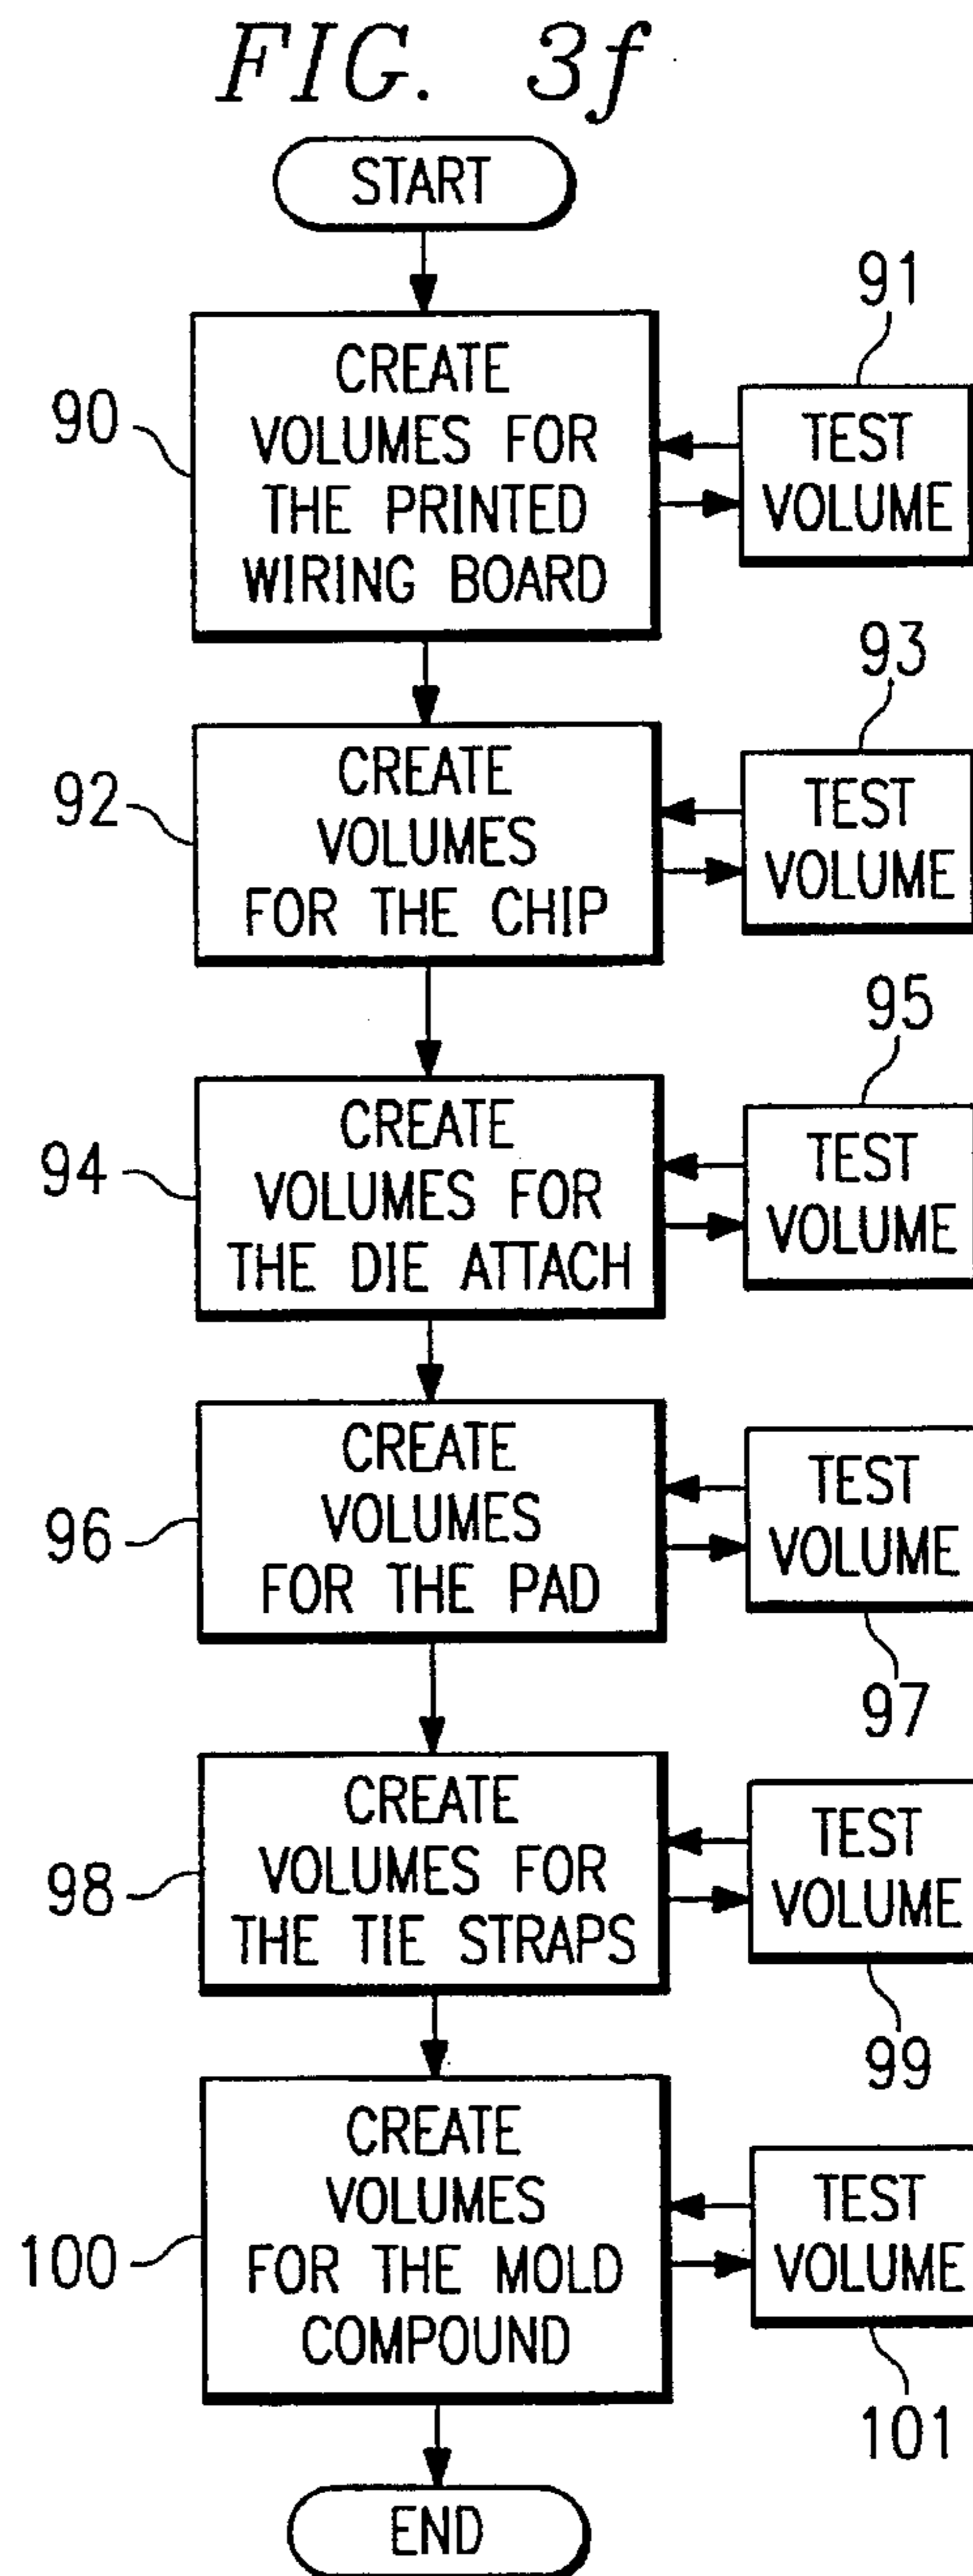 FIG. 3f
START
91
90
CREATE
VOLUMES FOR
THE PRINTED
WIRING BOARD
TEST
VOLUME
93
92
CREATE
VOLUMES
FOR THE CHIP
TEST
VOLUME
95
94
CREATE
VOLUMES FOR
THE DIE ATTACH
TEST
VOLUME
96
CREATE
VOLUMES
FOR THE PAD
TEST
VOLUME
97
98
CREATE
VOLUMES FOR
THE TIE STRAPS
TEST
VOLUME
99
100
CREATE
VOLUMES
FOR THE MOLD
COMPOUND
TEST
VOLUME
101
END